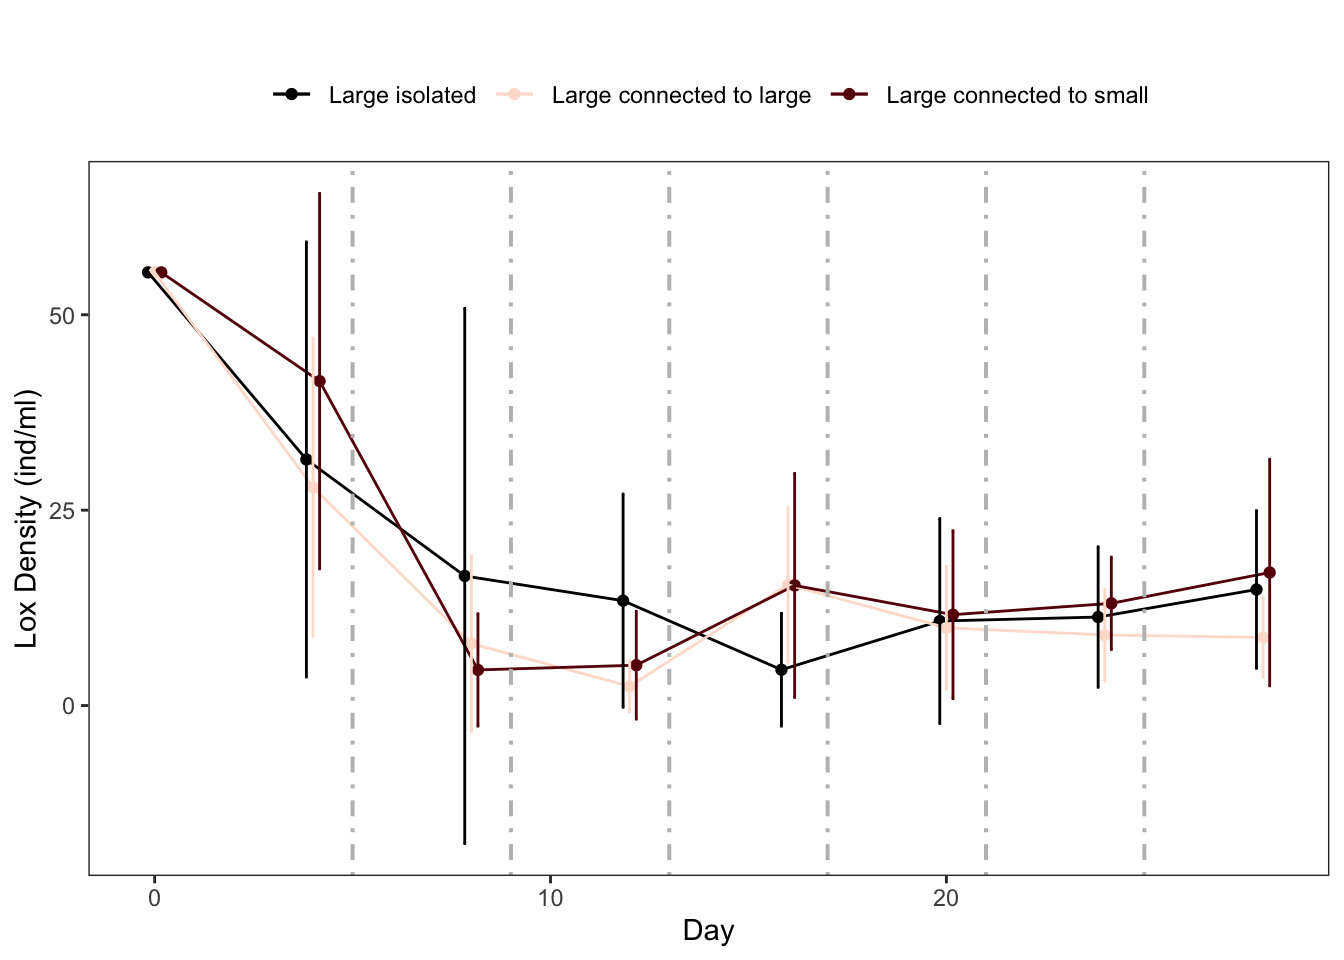 Large isolated Large connected to large Large connected to small
Lox Density (ind/ml)
50
25
0
0 10 20
Day